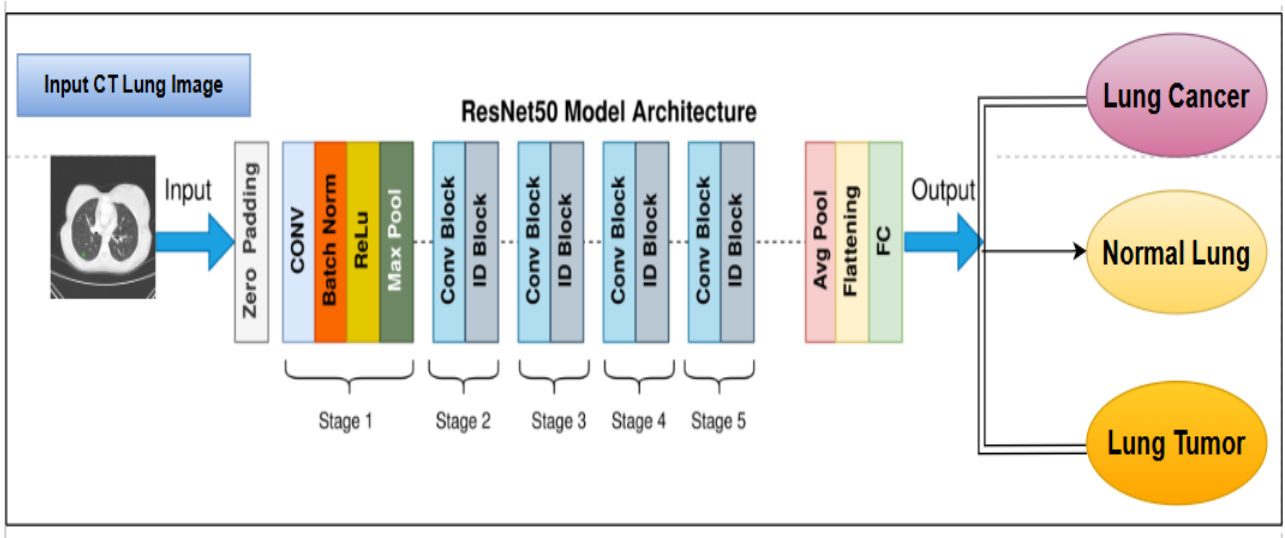 Input CT Lung Image
ResNet50 Model Architecture
Input
Zero Padding
CONV
Batch Norm
ReLu
Max Pool
Conv Block
ID Block
Conv Block
ID Block
Conv Block
ID Block
Conv Block
ID Block
Avg Pool
Flattening
FC
Output
Stage 1
Stage 2
Stage 3
Stage 4
Stage 5
Lung Cancer
Normal Lung
Lung Tumor